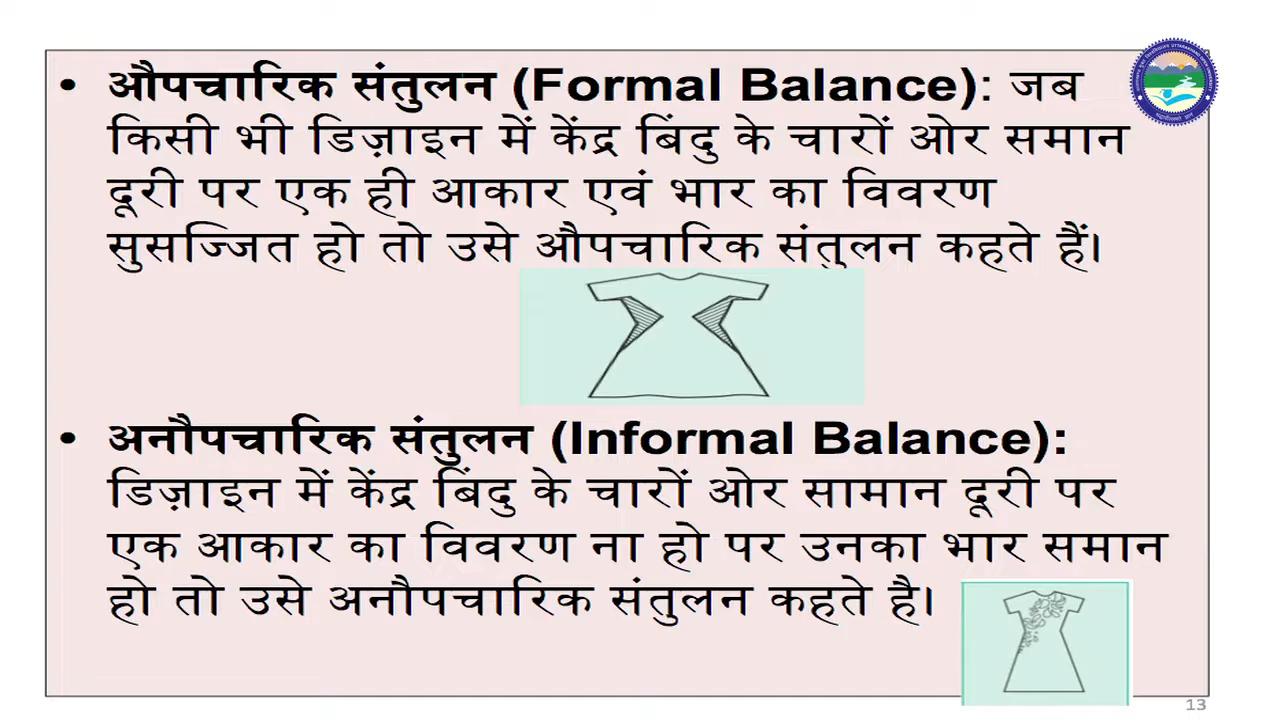 • औपचारिक संतुलन (Formal Balance): जब
किसी भी डिज़ाइन में केंद्र बिंदु के चारों ओर समान
दूरी पर एक ही आकार एवं भार का विवरण
सुसज्जित हो तो उसे औपचारिक संतुलन कहते हैं।
• अनौपचारिक संतुलन (Informal Balance):
डिज़ाइन में केंद्र बिंदु के चारों ओर सामान दूरी पर
एक आकार का विवरण ना हो पर उनका भार समान
हो तो उसे अनौपचारिक संतुलन कहते है।
13